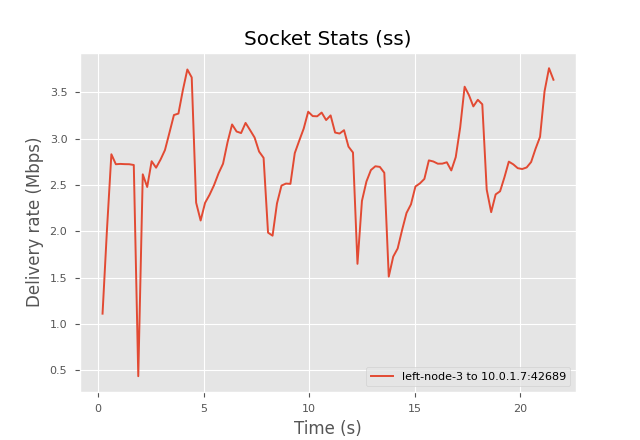 Socket Stats (ss)
Delivery rate (Mbps)
3.5
3.0
2.5
2.0
1.5
1.0
0.5
left-node-3 to 10.0.1.7:42689
0 5 10 15 20
Time (s)